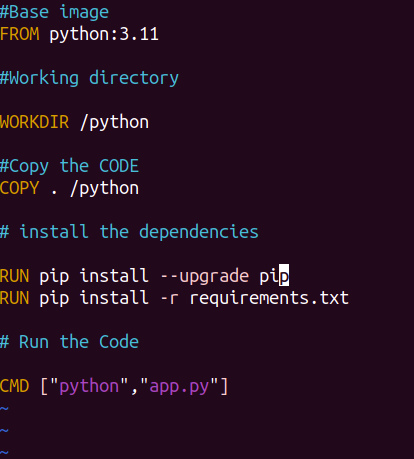 #Base image
FROM python:3.11
#Working directory
WORKDIR /python
#Copy the CODE
COPY . /python
# install the dependencies
RUN pip install --upgrade pip
RUN pip install -r requirements.txt
# Run the Code
CMD ["python","app.py"]
~
~
~